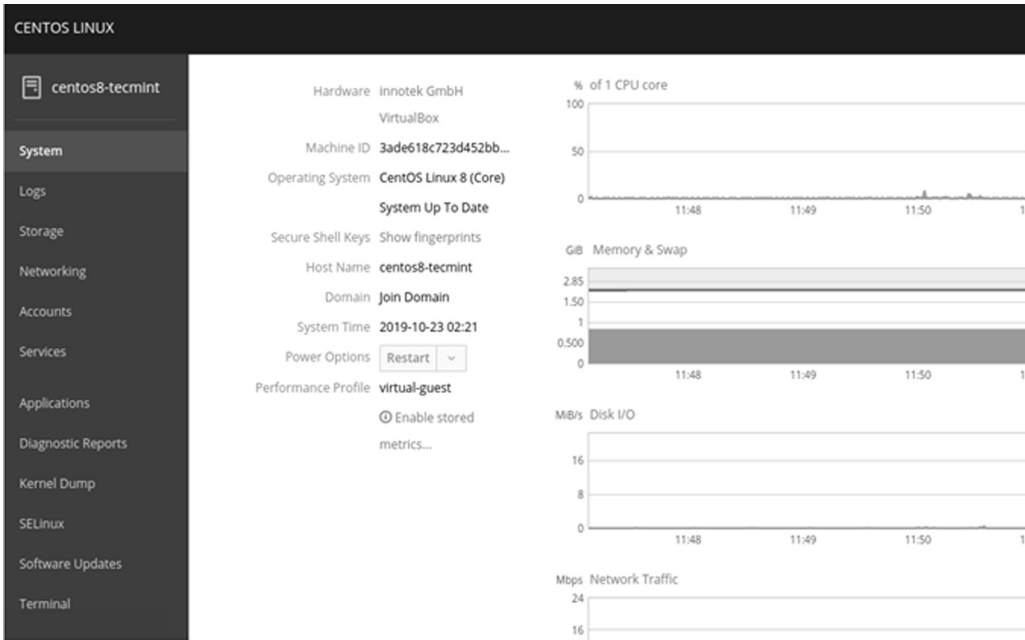 CENTOS LINUX
centos8-tecmint
System
Logs
Storage
Networking
Accounts
Services
Applications
Diagnostic Reports
Kernel Dump
SELinux
Software Updates
Terminal
Hardware innotek GmbH
VirtualBox
Machine ID 3ade618c723d452bb...
Operating System CentOS Linux 8 (Core)
System Up To Date
Secure Shell Keys Show fingerprints
Host Name centos8-tecmint
Domain Join Domain
System Time 2019-10-23 02:21
Power Options Restart
Performance Profile virtual-guest
Enable stored
metrics...
% of 1 CPU core
100
50
0
11:48 11:49 11:50 1
GiB Memory & Swap
2.85
1.50
1
0.500
0
11:48 11:49 11:50 1
MiB/s Disk I/O
16
8
0
11:48 11:49 11:50 1
Mbps Network Traffic
24
16